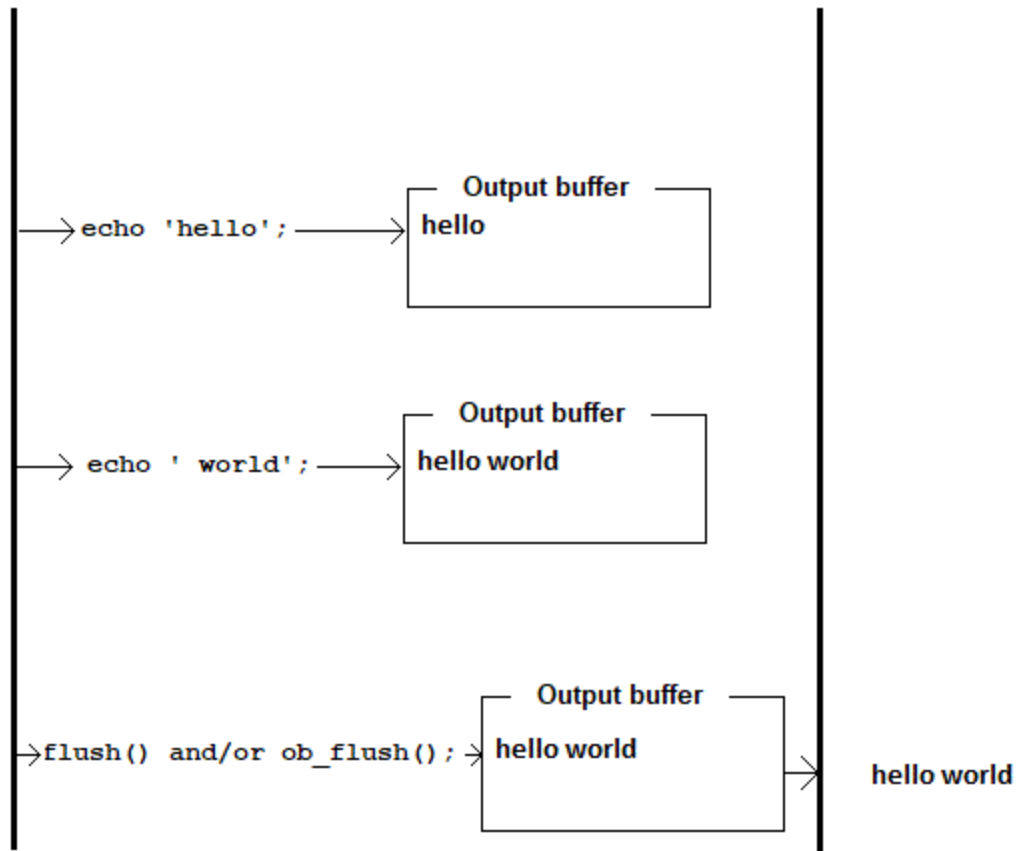 Output buffer
echo 'hello';
hello
Output buffer
echo ' world';
hello world
Output buffer
flush() and/or ob_flush();
hello world
hello world